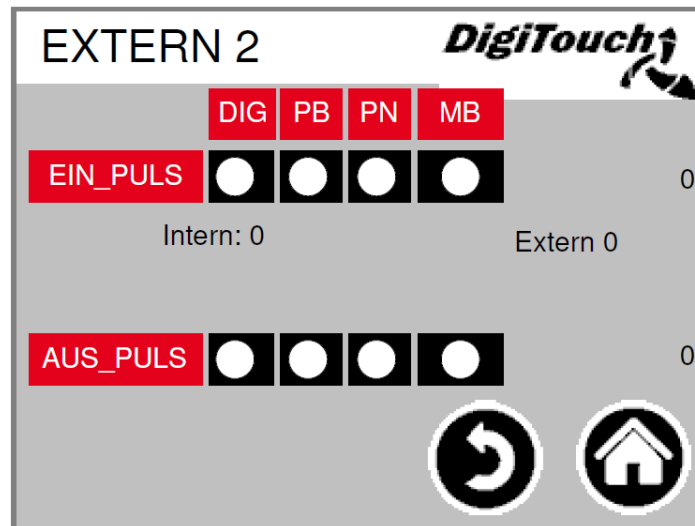 EXTERN 2 DigiTouch
DIG PB PN MB
EIN_PULS 0
Intern: 0 Extern 0
AUS_PULS 0